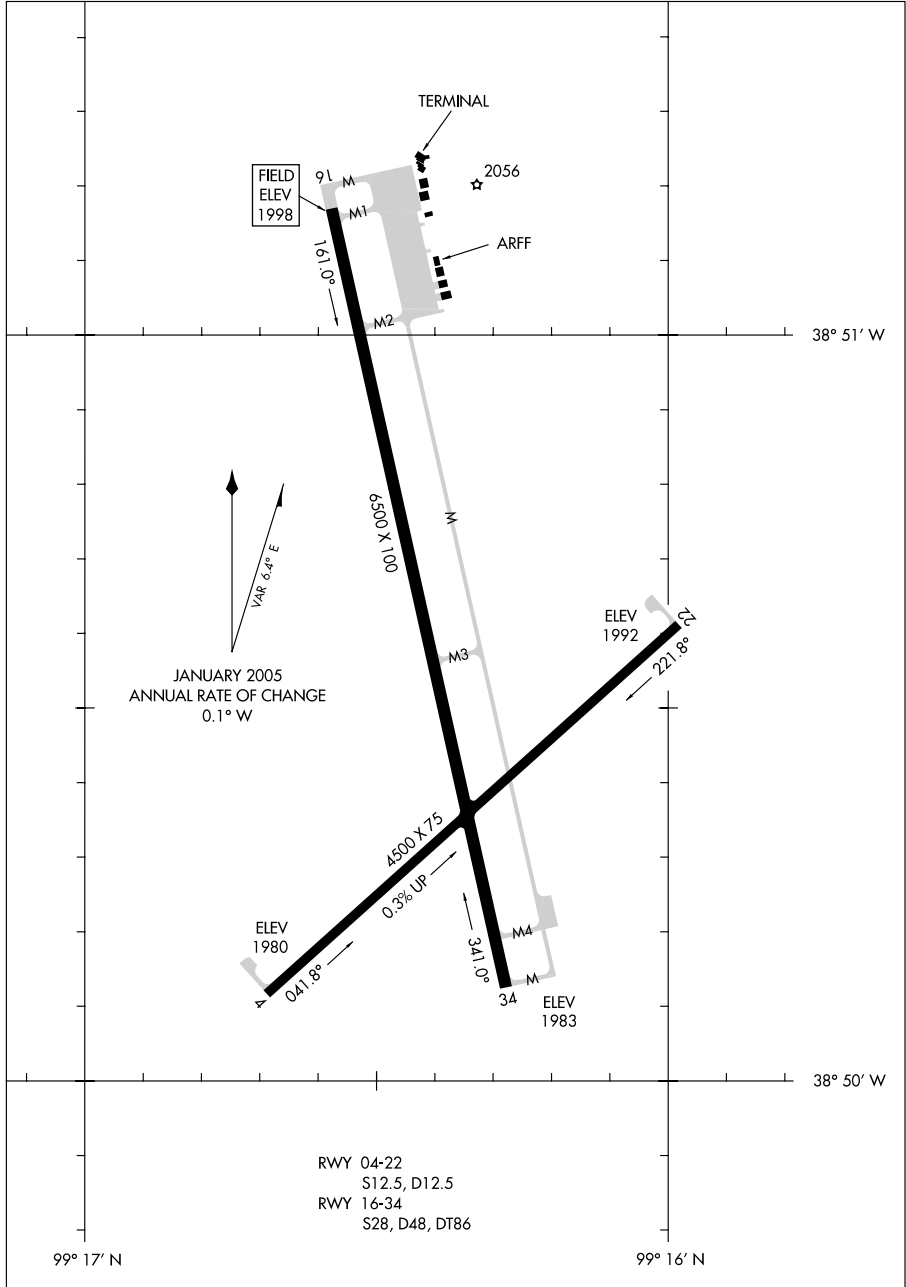 TERMINAL
2056
FIELD
ELEV
1998
16
M
M1
161.0°
ARFF
M2
38° 51' W
6500 X 100
M
VAR 6.4° E
JANUARY 2005
ANNUAL RATE OF CHANGE
0.1° W
ELEV
1992
22
221.8°
M3
4500 X 75
0.3% UP
ELEV
1980
041.8°
4
341.0°
M4
M
34
ELEV
1983
38° 50' W
RWY 04-22
S12.5, D12.5
RWY 16-34
S28, D48, DT86
99° 17' N
99° 16' N